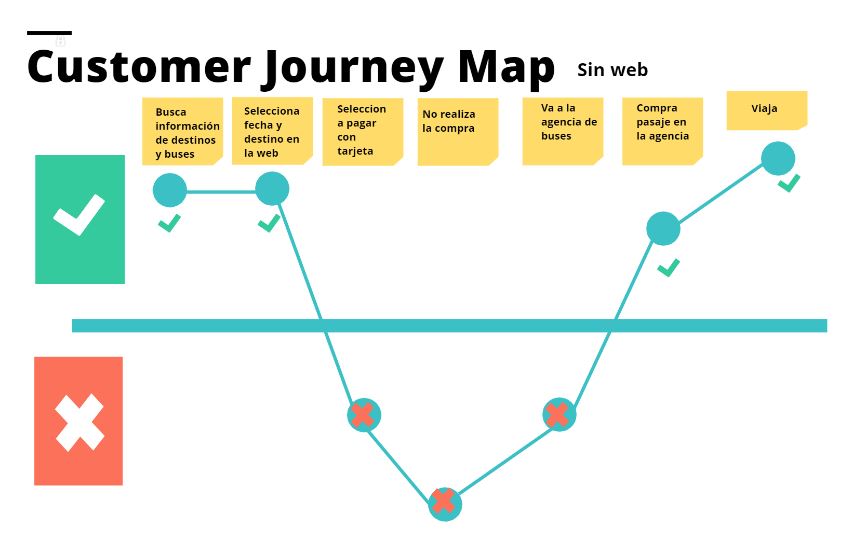 Customer Journey Map
Sin web
Busca
información
de destinos
y buses
Selecciona
fecha y
destino en
la web
Seleccion
a pagar
con
tarjeta
No realiza
la compra
Va a la
agencia de
buses
Compra
pasaje en
la agencia
Viaja